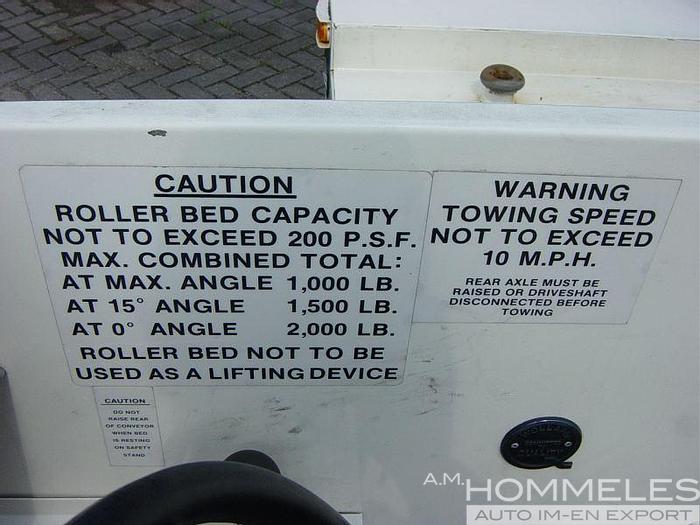 CAUTION
ROLLER BED CAPACITY
NOT TO EXCEED 200 P.S.F.
MAX. COMBINED TOTAL:
AT MAX. ANGLE 1,000 LB.
AT 15° ANGLE 1,500 LB.
AT 0° ANGLE 2,000 LB.
ROLLER BED NOT TO BE
USED AS A LIFTING DEVICE
WARNING
TOWING SPEED
NOT TO EXCEED
10 M.P.H.
REAR AXLE MUST BE
RAISED OR DRIVESHAFT
DISCONNECTED BEFORE
TOWING
CAUTION
DO NOT
RAISE REAR
OF CONVEYOR
WHEN BED
IS RESTING
ON SAFETY
STAND
QUALITY
A.M.
HOMMELES
AUTO IM-EN EXPORT